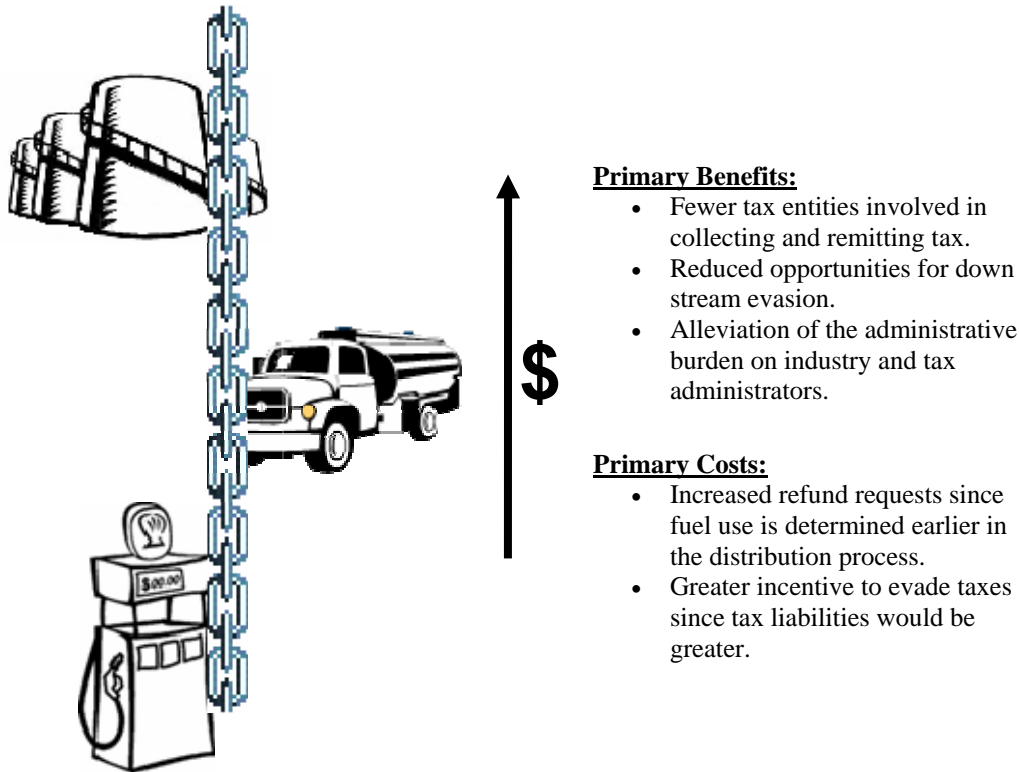 Primary Benefits:
• Fewer tax entities involved in
collecting and remitting tax.
• Reduced opportunities for down
stream evasion.
• Alleviation of the administrative
burden on industry and tax
administrators.
$
Primary Costs:
• Increased refund requests since
fuel use is determined earlier in
the distribution process.
• Greater incentive to evade taxes
since tax liabilities would be
greater.
$00.00